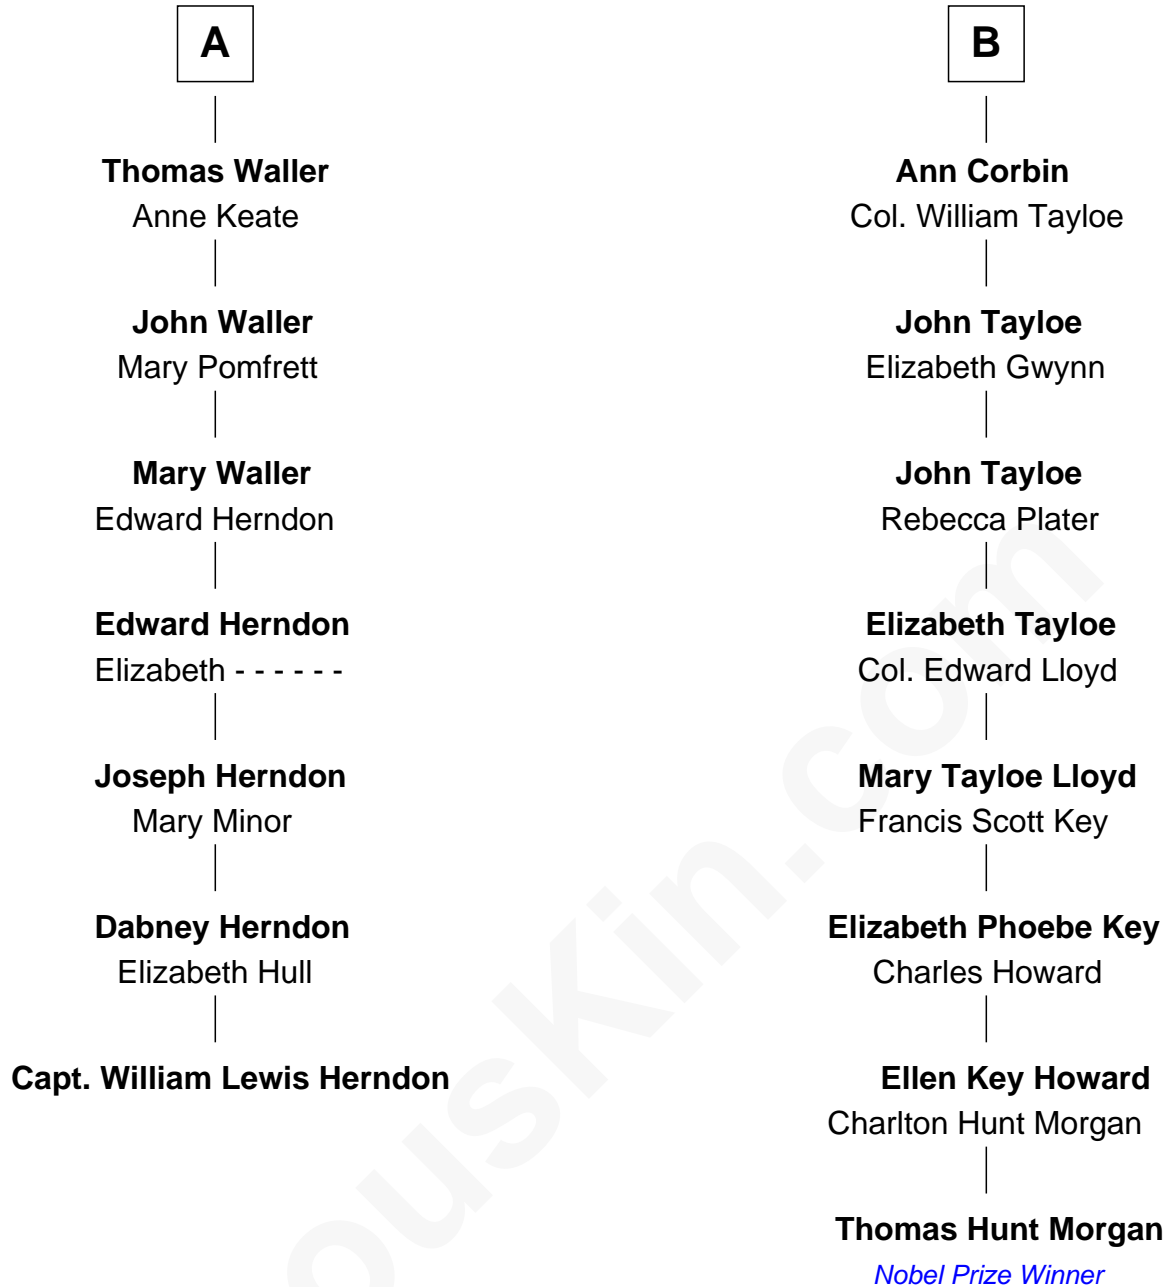 A
Thomas Waller
Anne Keate
John Waller
Mary Pomfrett
Mary Waller
Edward Herndon
Edward Herndon
Elizabeth - - - - - -
Joseph Herndon
Mary Minor
Dabney Herndon
Elizabeth Hull
Capt. William Lewis Herndon
B
Ann Corbin
Col. William Tayloe
John Tayloe
Elizabeth Gwynn
John Tayloe
Rebecca Plater
Elizabeth Tayloe
Col. Edward Lloyd
Mary Tayloe Lloyd
Francis Scott Key
Elizabeth Phoebe Key
Charles Howard
Ellen Key Howard
Charlton Hunt Morgan
Thomas Hunt Morgan
Nobel Prize Winner
ousKin.com